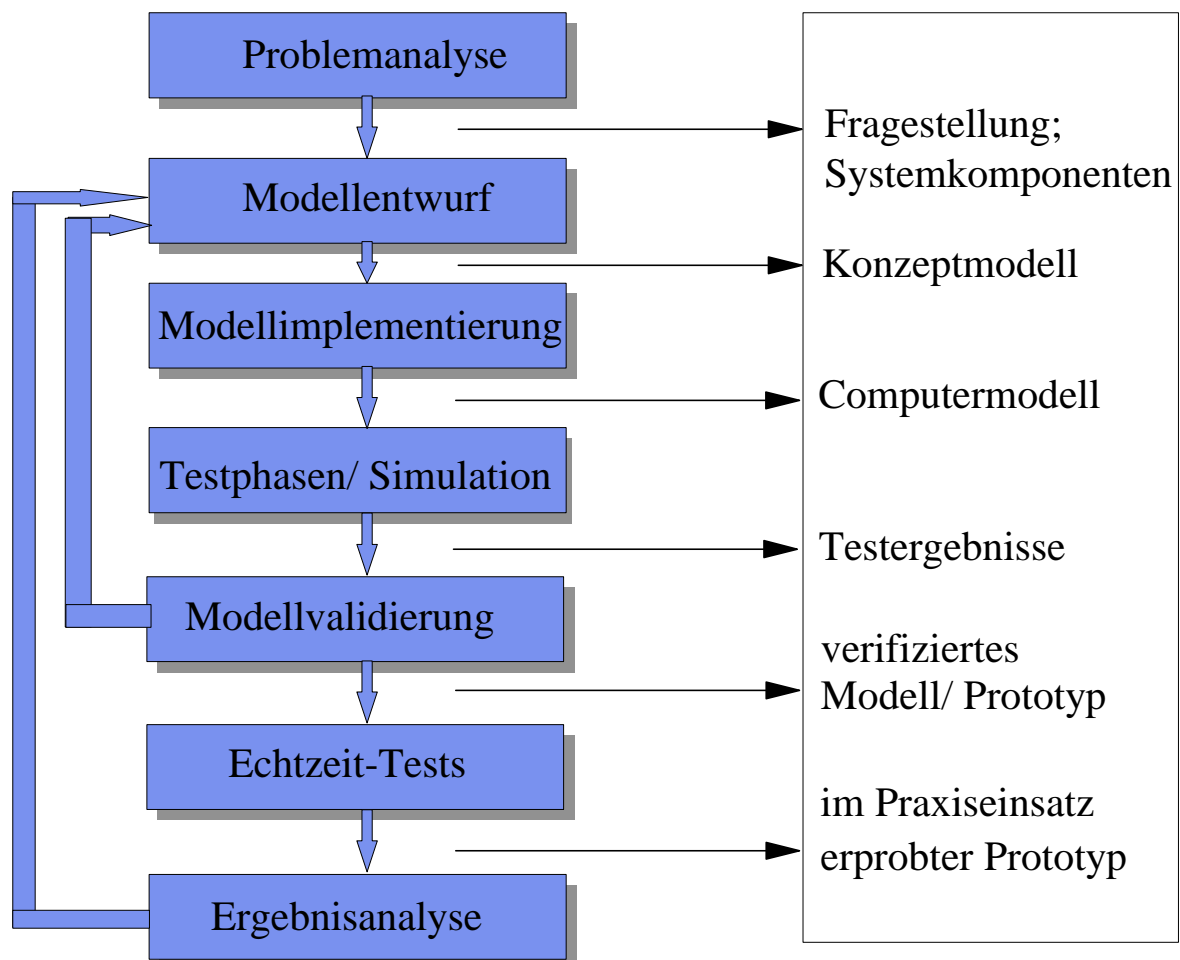 Problemanalyse
Fragestellung;
Systemkomponenten
Modellentwurf
Konzeptmodell
Modellimplementierung
Computermodell
Testphasen/ Simulation
Testergebnisse
Modellvalidierung
verifiziertes
Modell/ Prototyp
Echtzeit-Tests
im Praxiseinsatz
erprobter Prototyp
Ergebnisanalyse